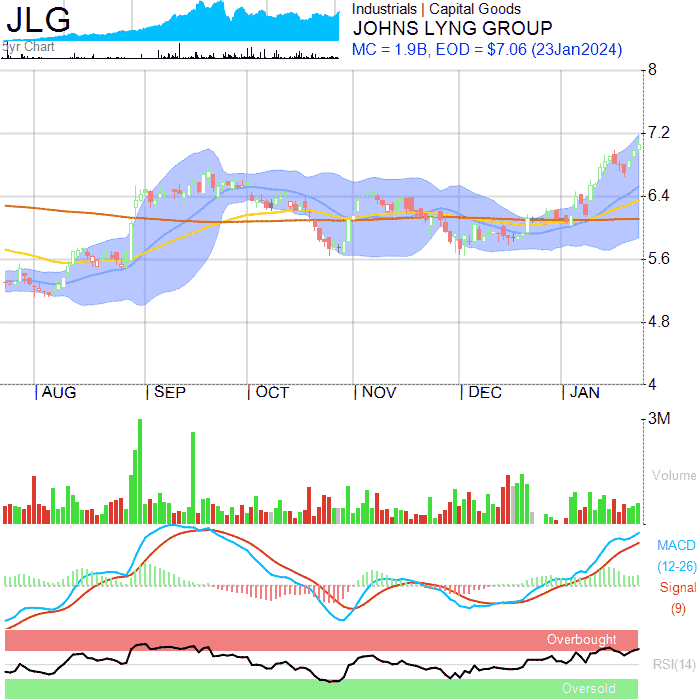 JLG
5yr Chart
Industrials | Capital Goods
JOHNS LYNG GROUP
MC = 1.9B, EOD = $7.06 (23Jan2024)
8
7.2
6.4
5.6
4.8
4
| AUG | SEP | OCT | NOV | DEC | JAN
3M
Volume
MACD
(12-26)
Signal
(9)
Overbought
RSI(14)
Oversold